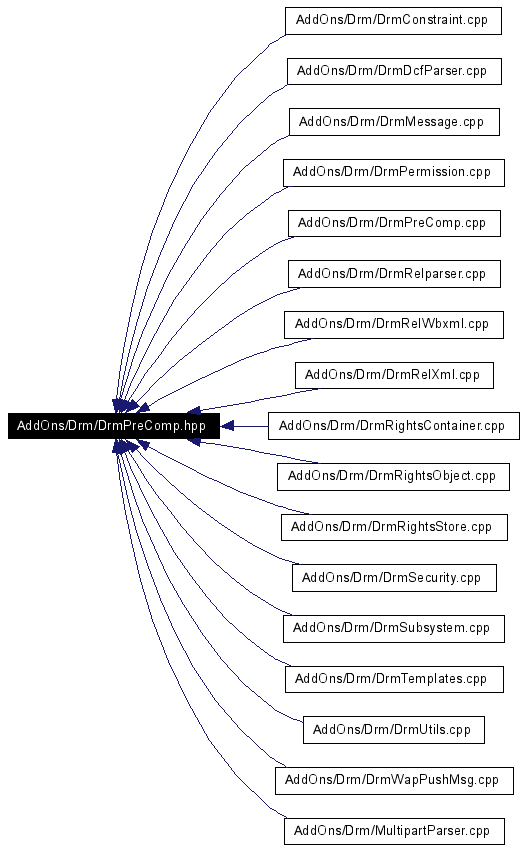 AddOns/Drm/DrmConstraint.cpp
AddOns/Drm/DrmDcfParser.cpp
AddOns/Drm/DrmMessage.cpp
AddOns/Drm/DrmPermission.cpp
AddOns/Drm/DrmPreComp.cpp
AddOns/Drm/DrmRelparser.cpp
AddOns/Drm/DrmRelWbxml.cpp
AddOns/Drm/DrmRelXml.cpp
AddOns/Drm/DrmPreComp.hpp
AddOns/Drm/DrmRightsContainer.cpp
AddOns/Drm/DrmRightsObject.cpp
AddOns/Drm/DrmRightsStore.cpp
AddOns/Drm/DrmSecurity.cpp
AddOns/Drm/DrmSubsystem.cpp
AddOns/Drm/DrmTemplates.cpp
AddOns/Drm/DrmUtils.cpp
AddOns/Drm/DrmWapPushMsg.cpp
AddOns/Drm/MultipartParser.cpp